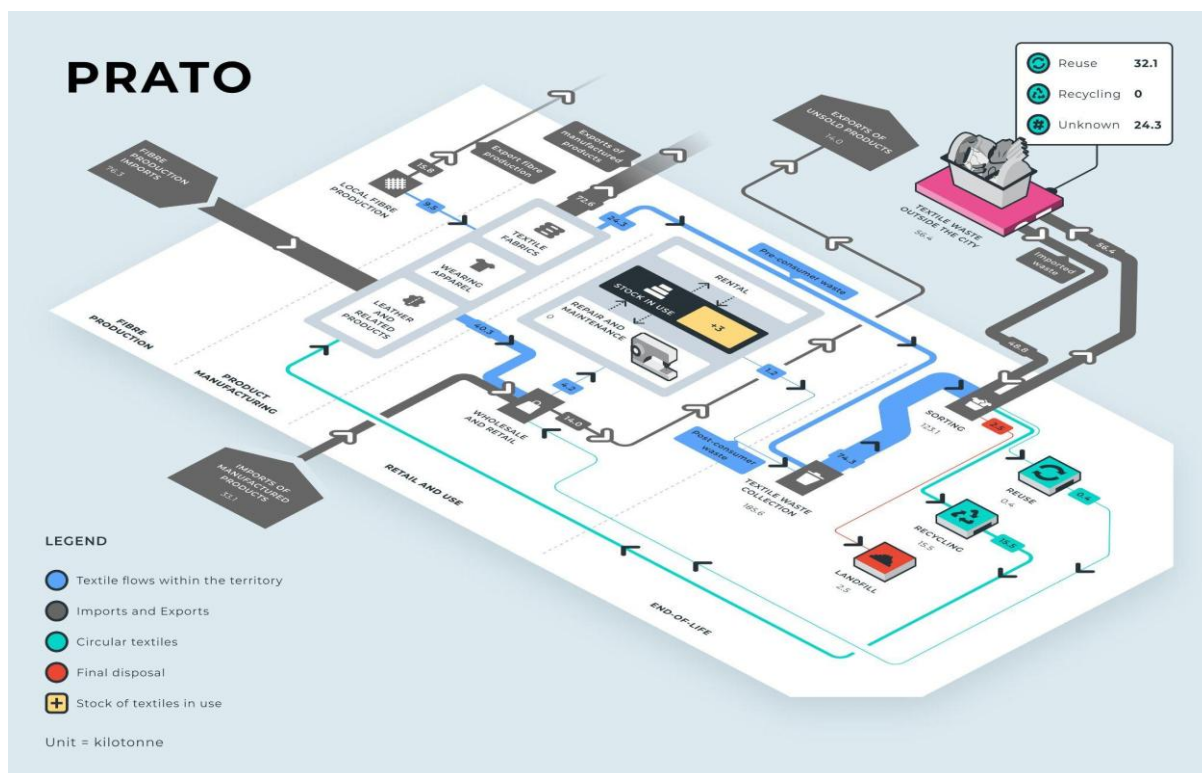 PRATO
Reuse 32.1
Recycling 0
Unknown 24.3
EXPORTS OF
UNSOLD PRODUCTS
14.0
FIBRE
PRODUCTION
IMPORTS
76.3
Export fibre
production
Exports of
manufactured
products
15.8
LOCAL FIBRE
PRODUCTION
9.5
72.6
24.3
TEXTILE
FABRICS
WEARING
APPAREL
LEATHER
AND
RELATED
PRODUCTS
Pre-consumer waste
TEXTILE WASTE
OUTSIDE THE CITY
56.4
56.4
Imported
waste
48.8
RENTAL
STOCK IN USE
+3
REPAIR AND
MAINTENANCE
0
FIBRE
PRODUCTION
40.3
4.2
1.2
PRODUCT
MANUFACTURING
WHOLESALE
AND RETAIL
14.0
SORTING
123.1
2.5
Post-consumer
waste
74.3
TEXTILE WASTE
COLLECTION
185.6
REUSE
0.4
0.4
RECYCLING
15.5
15.5
LANDFILL
2.5
IMPORTS OF
MANUFACTURED
PRODUCTS
33.1
RETAIL AND USE
END-OF-LIFE
LEGEND
Textile flows within the territory
Imports and Exports
Circular textiles
Final disposal
+ Stock of textiles in use
Unit = kilotonne